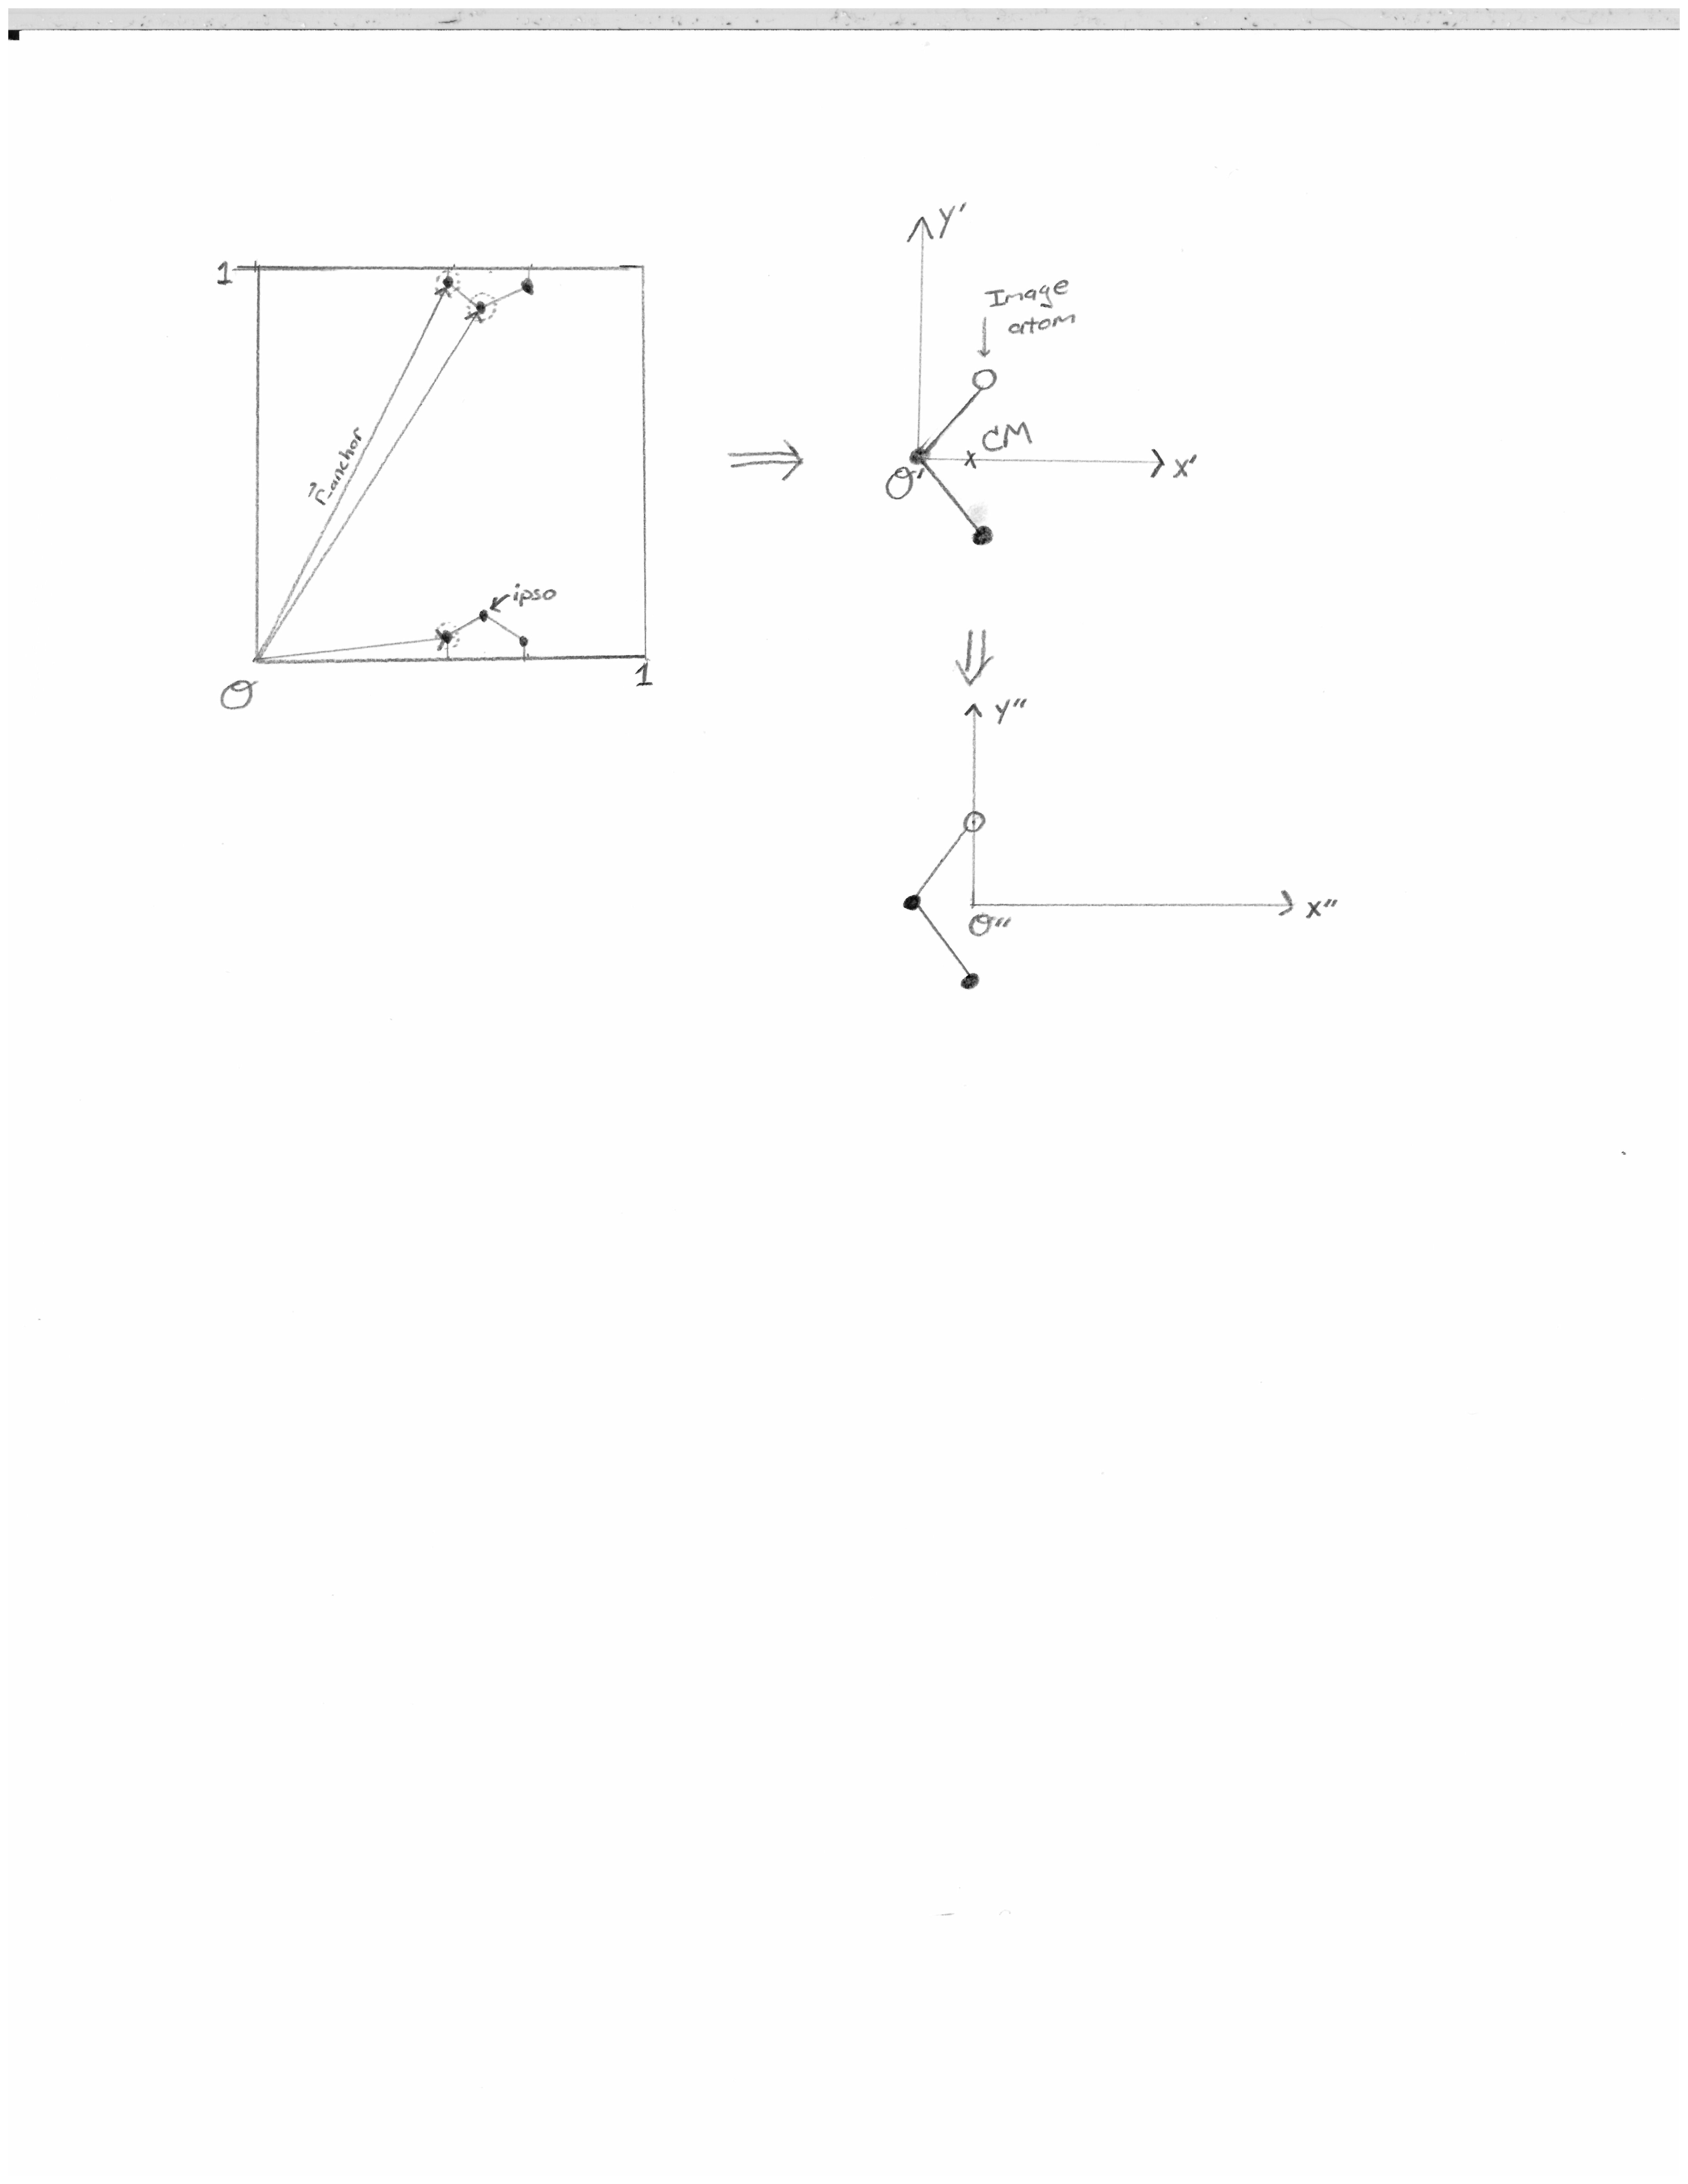 1
r_anchor
ipso
1
O
Y'
Image
atom
CM
O'
X'
Y"
O"
X"